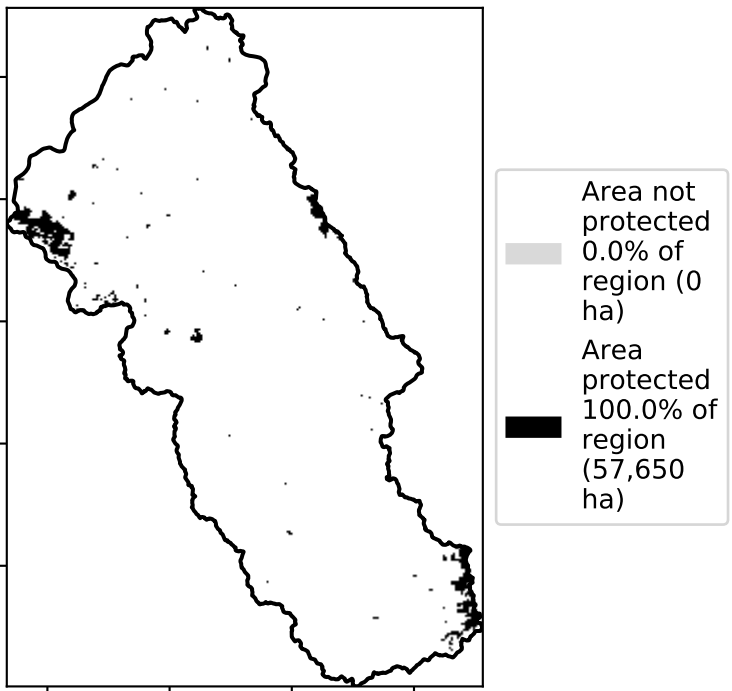 Area not
protected
0.0% of
region (0
ha)
Area
protected
100.0% of
region
(57,650
ha)